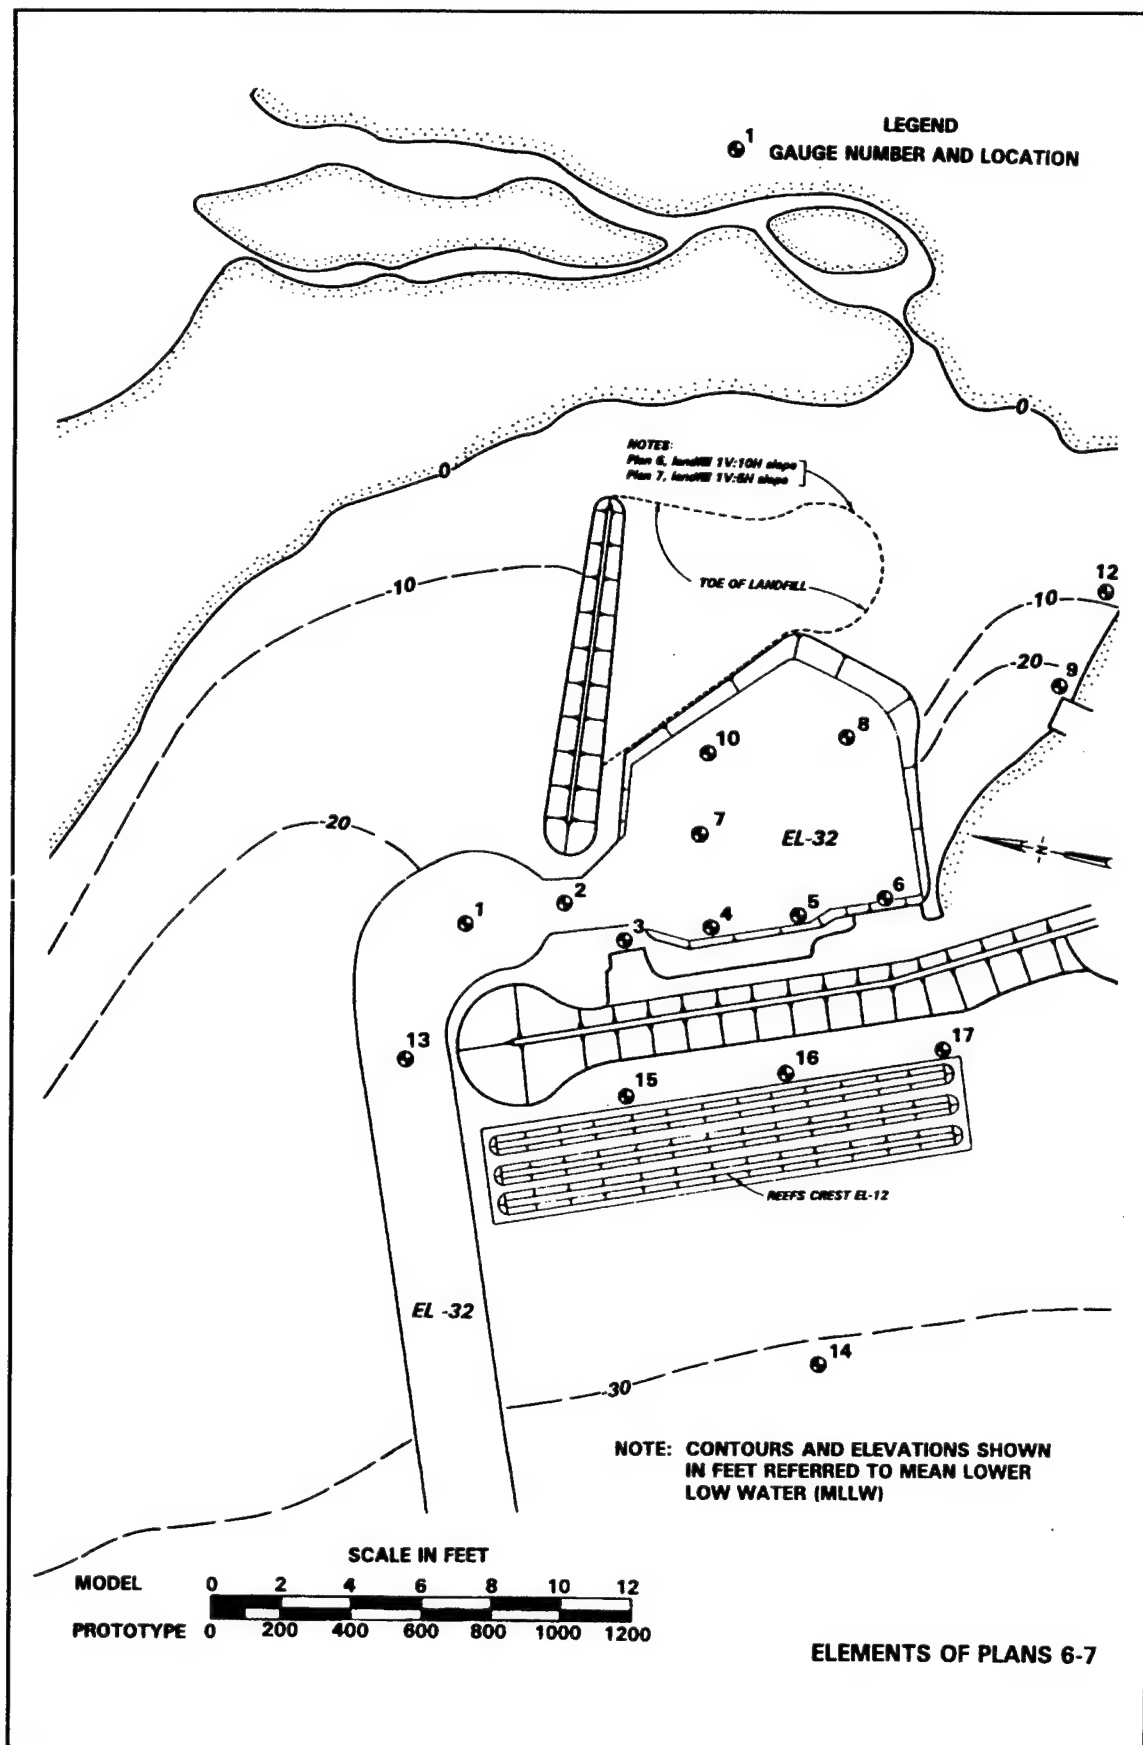 LEGEND
1 GAUGE NUMBER AND LOCATION
0
0
NOTES:
Plan 6, landfill 1V:10H slope
Plan 7, landfill 1V:5H slope
TOE OF LANDFILL
-10
12
-10
-20
9
8
10
7
EL-32
-20
N
6
2
5
1
4
3
13
17
16
15
REEFS CREST EL-12
EL -32
14
-30
NOTE: CONTOURS AND ELEVATIONS SHOWN
IN FEET REFERRED TO MEAN LOWER
LOW WATER (MLLW)
SCALE IN FEET
MODEL 0 2 4 6 8 10 12
PROTOTYPE 0 200 400 600 800 1000 1200
ELEMENTS OF PLANS 6-7